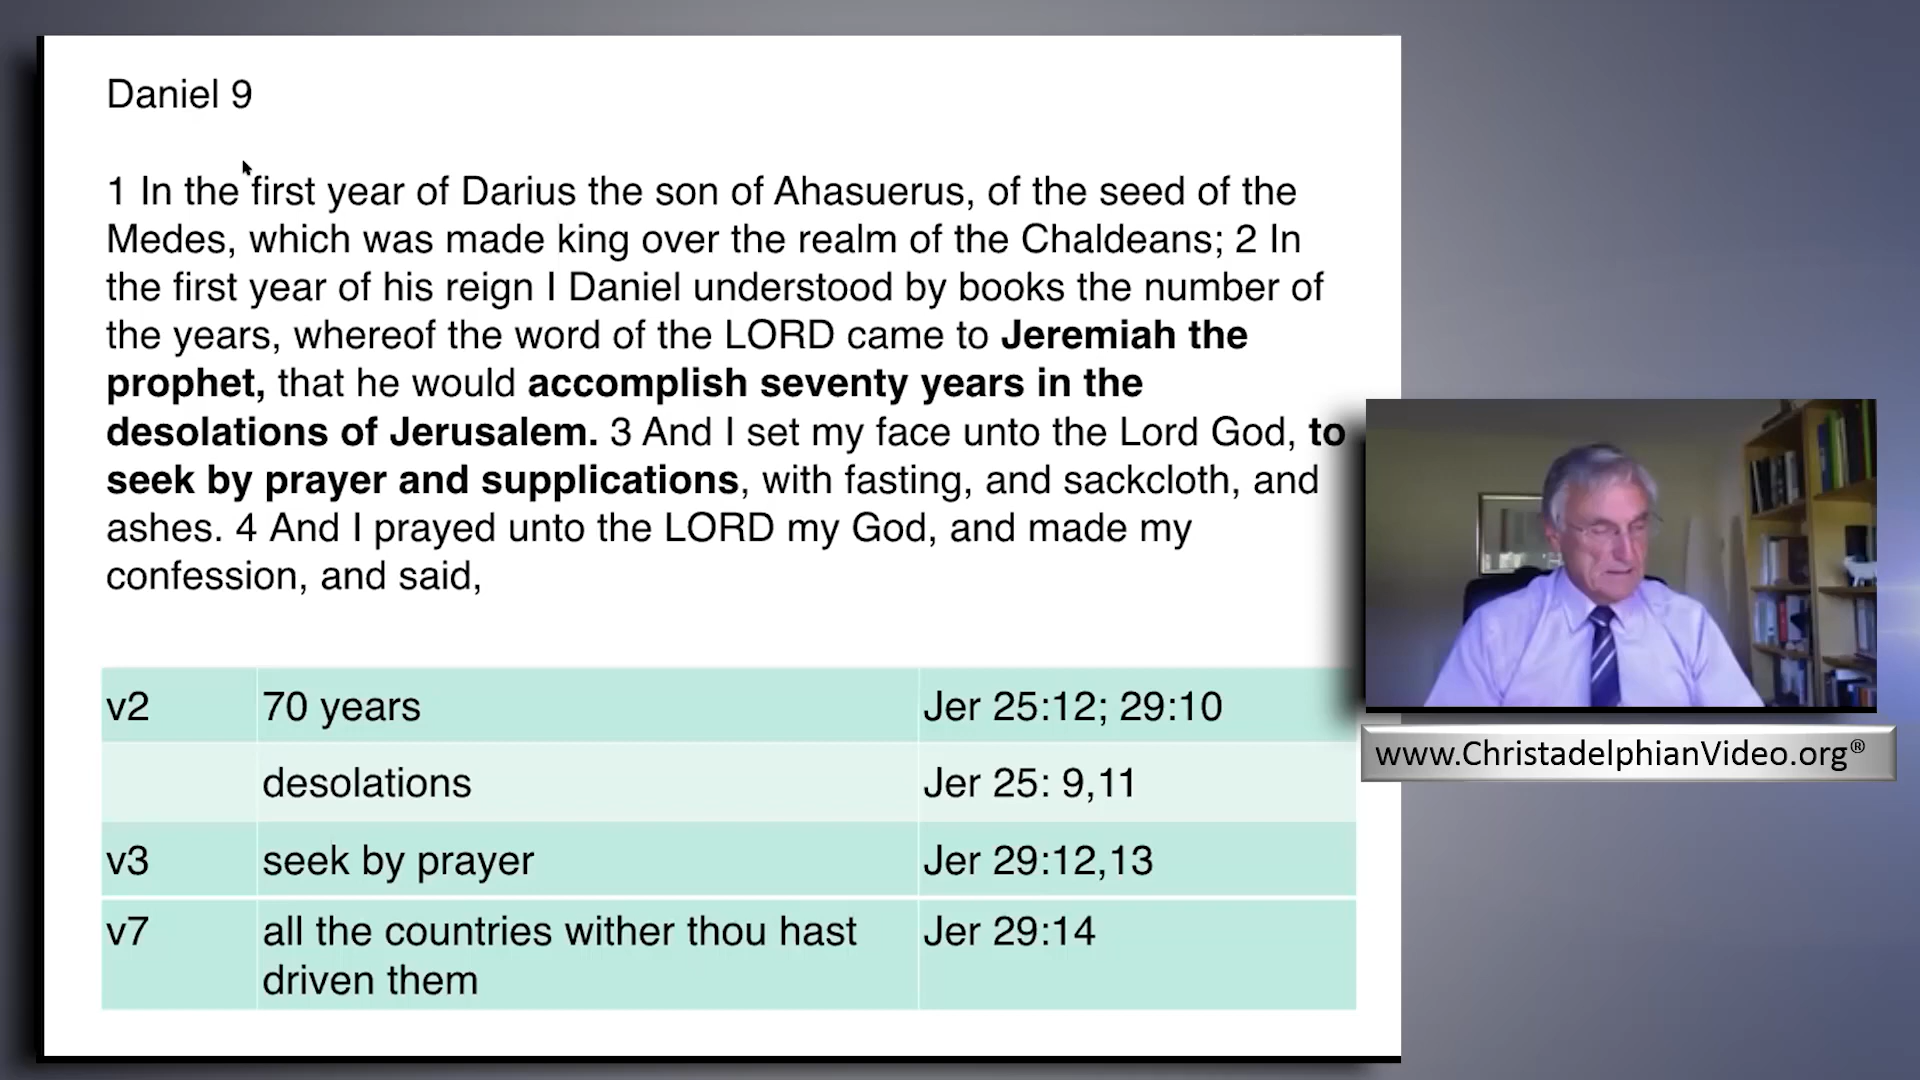 Daniel 9
1 In the first year of Darius the son of Ahasuerus, of the seed of the
Medes, which was made king over the realm of the Chaldeans; 2 In
the first year of his reign I Daniel understood by books the number of
the years, whereof the word of the LORD came to Jeremiah the
prophet, that he would accomplish seventy years in the
desolations of Jerusalem. 3 And I set my face unto the Lord God, to
seek by prayer and supplications, with fasting, and sackcloth, and
ashes. 4 And I prayed unto the LORD my God, and made my
confession, and said,
v2 70 years Jer 25:12; 29:10
desolations Jer 25: 9,11
v3 seek by prayer Jer 29:12,13
v7 all the countries wither thou hast Jer 29:14
driven them
www.ChristadelphianVideo.org®